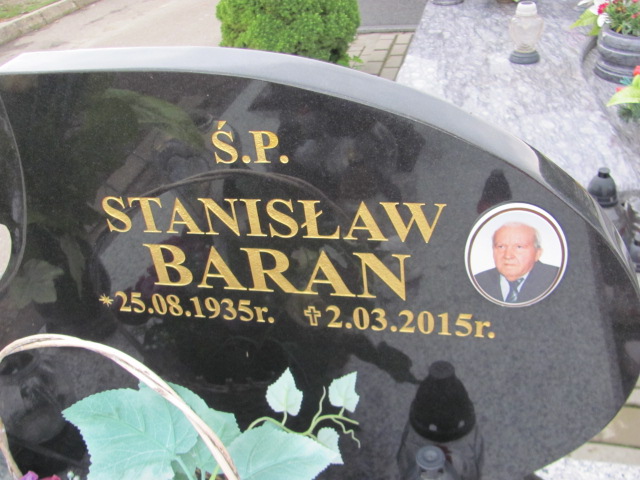 Ś.P.
STANISŁAW
BARAN
*25.08.1935r. ✝2.03.2015r.